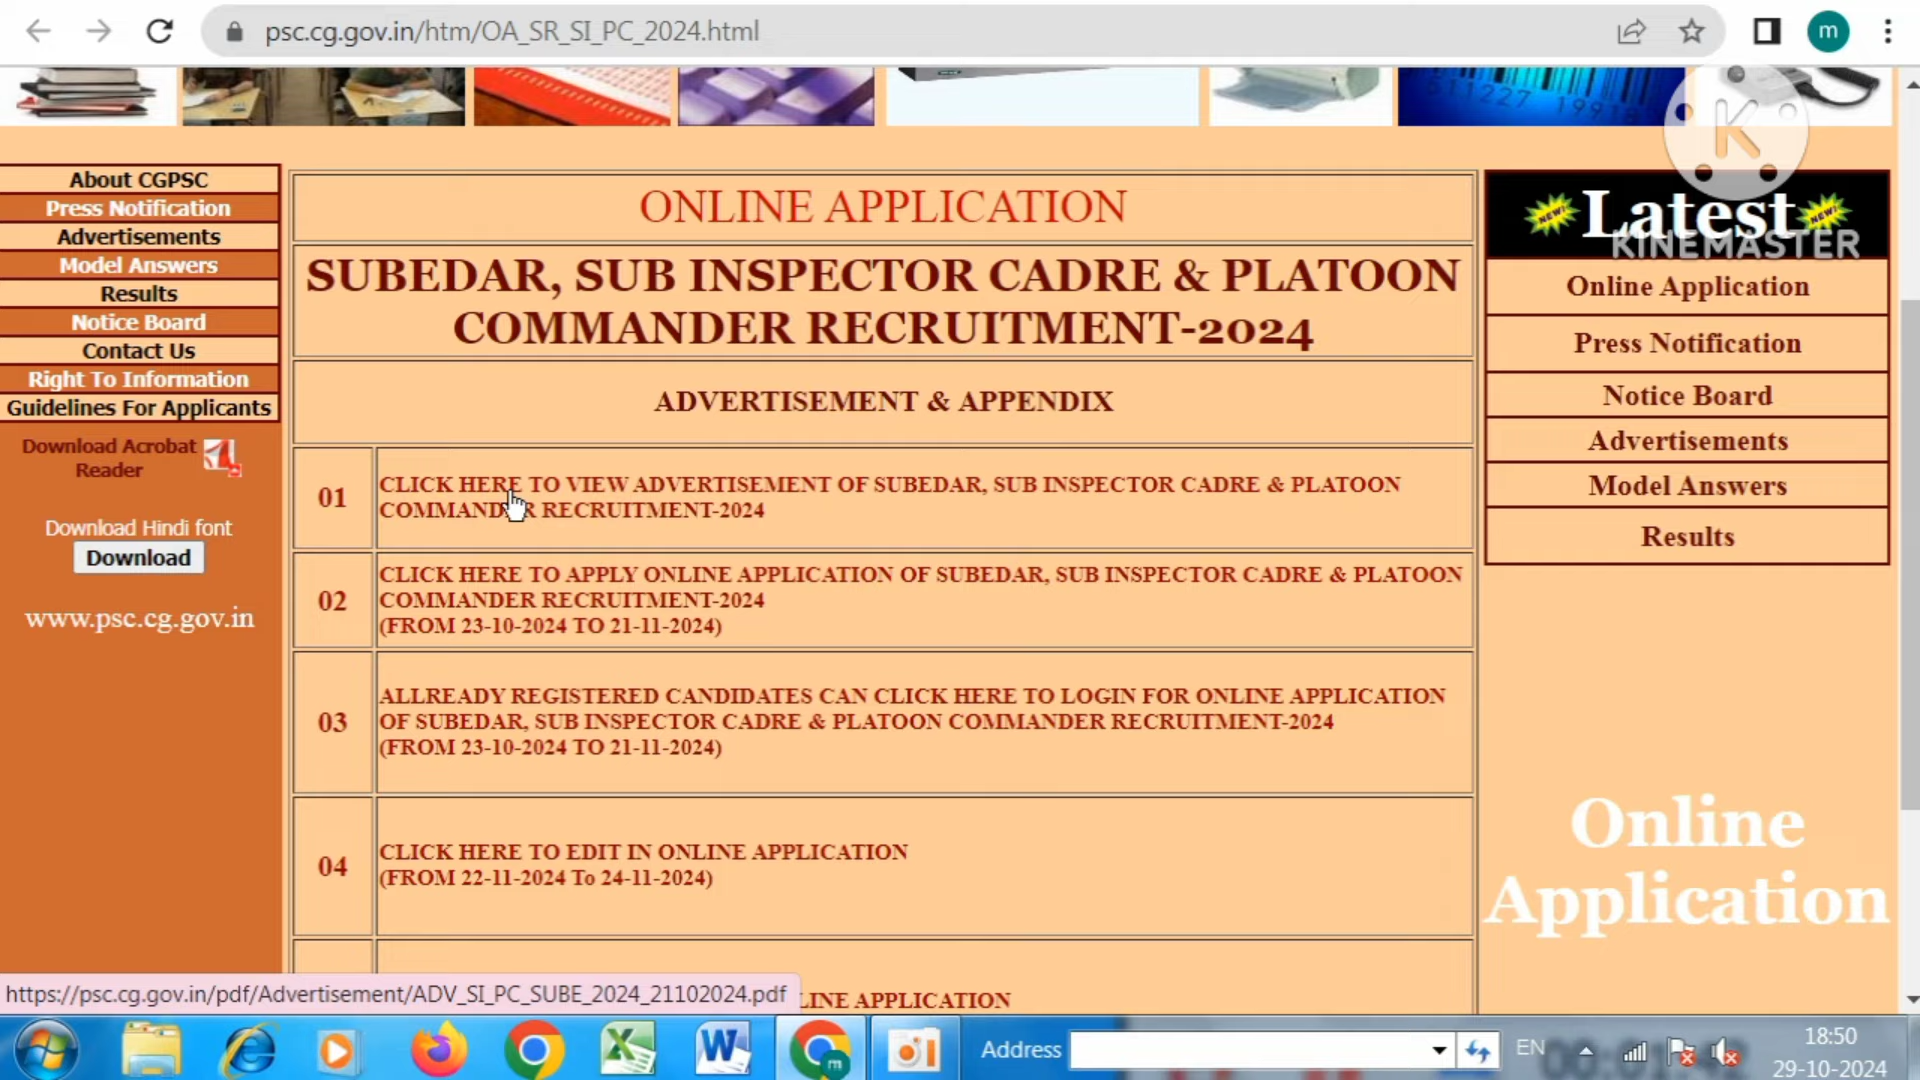 psc.cg.gov.in/htm/OA_SR_SI_PC_2024.html
m
K
KINEMASTER
About CGPSC
Press Notification
Advertisements
Model Answers
Results
Notice Board
Contact Us
Right To Information
Guidelines For Applicants
Download Acrobat
Reader
Download Hindi font
Download
www.psc.cg.gov.in
ONLINE APPLICATION
SUBEDAR, SUB INSPECTOR CADRE & PLATOON
COMMANDER RECRUITMENT-2024
ADVERTISEMENT & APPENDIX
01
CLICK HERE TO VIEW ADVERTISEMENT OF SUBEDAR, SUB INSPECTOR CADRE & PLATOON
COMMANDER RECRUITMENT-2024
02
CLICK HERE TO APPLY ONLINE APPLICATION OF SUBEDAR, SUB INSPECTOR CADRE & PLATOON
COMMANDER RECRUITMENT-2024
(FROM 23-10-2024 TO 21-11-2024)
03
ALLREADY REGISTERED CANDIDATES CAN CLICK HERE TO LOGIN FOR ONLINE APPLICATION
OF SUBEDAR, SUB INSPECTOR CADRE & PLATOON COMMANDER RECRUITMENT-2024
(FROM 23-10-2024 TO 21-11-2024)
04
CLICK HERE TO EDIT IN ONLINE APPLICATION
(FROM 22-11-2024 To 24-11-2024)
LINE APPLICATION
NEW! Latest NEW!
Online Application
Press Notification
Notice Board
Advertisements
Model Answers
Results
Online
Application
https://psc.cg.gov.in/pdf/Advertisement/ADV_SI_PC_SUBE_2024_21102024.pdf
Address
EN
18:50
29-10-2024